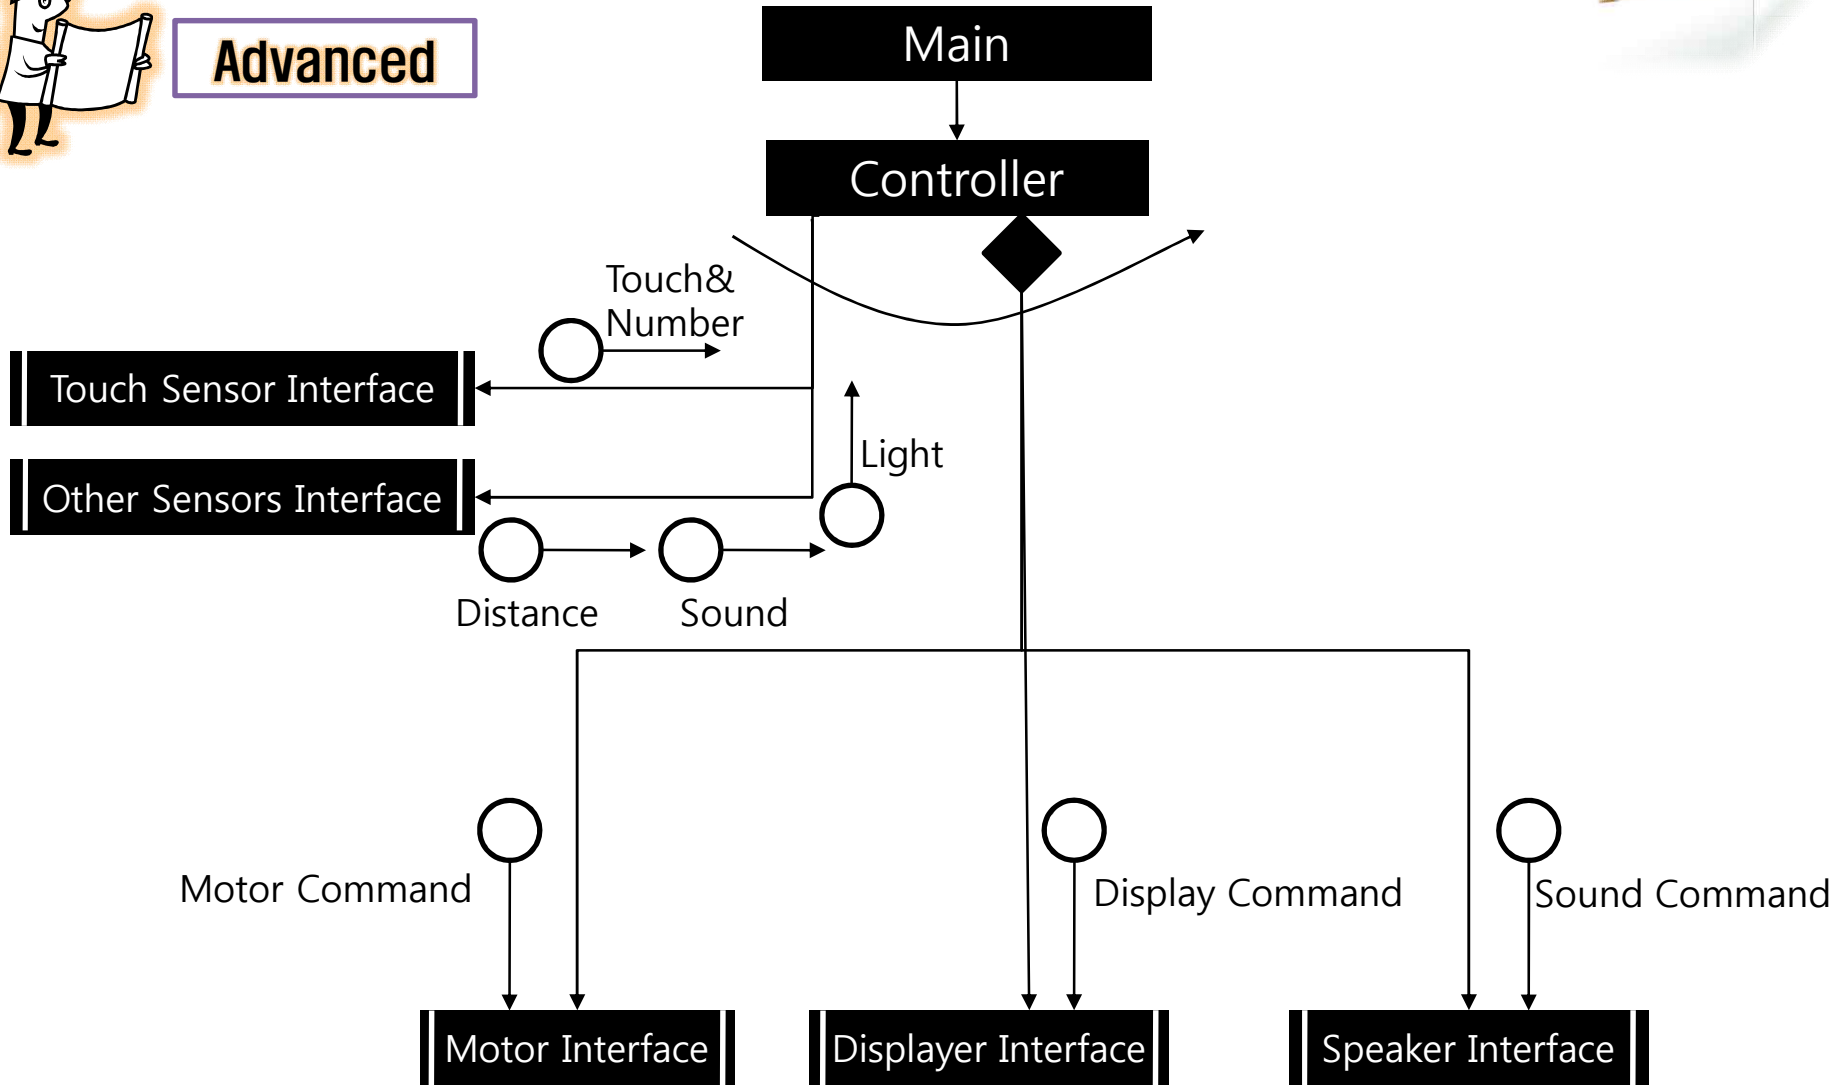 Advanced
Main
Controller
Touch&
Number
Touch Sensor Interface
Light
Other Sensors Interface
Distance
Sound
Motor Command
Display Command
Sound Command
Motor Interface
Displayer Interface
Speaker Interface